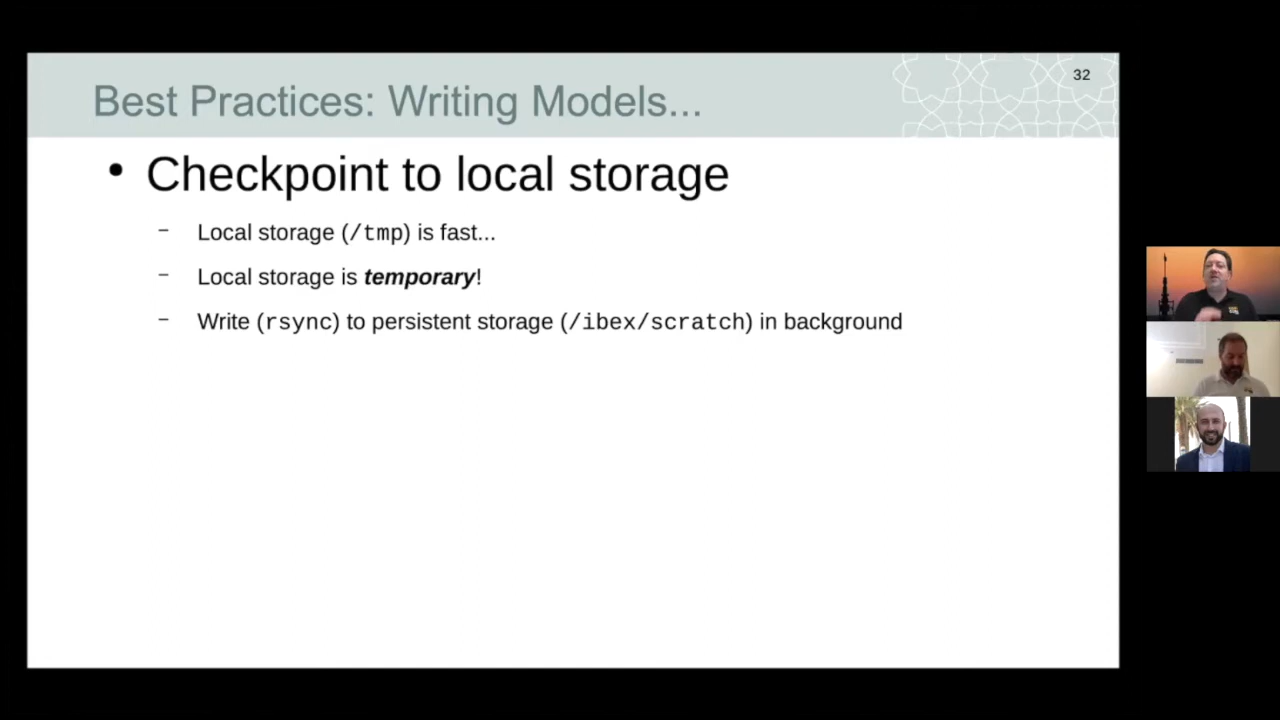 32
Best Practices: Writing Models...
• Checkpoint to local storage
– Local storage (/tmp) is fast...
– Local storage is temporary!
– Write (rsync) to persistent storage (/ibex/scratch) in background